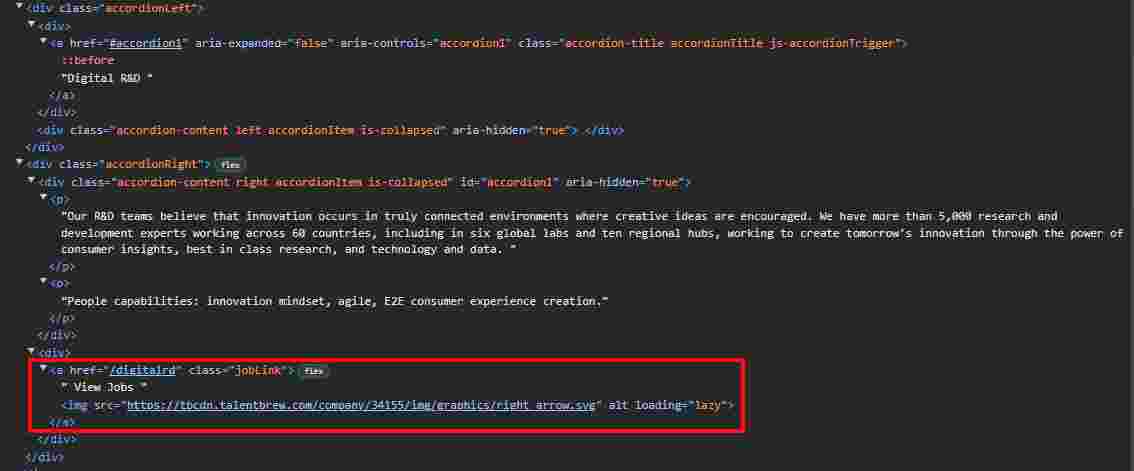 <div class="accordionLeft">
<div>
<a href="#accordion1" aria-expanded="false" aria-controls="accordion1" class="accordion-title accordionTitle js-accordionTrigger">
::before
"Digital R&D "
</a>
</div>
<div class="accordion-content left accordionItem is-collapsed" aria-hidden="true"> </div>
</div>
<div class="accordionRight"> flex
<div class="accordion-content right accordionItem is-collapsed" id="accordion1" aria-hidden="true">
<p>
"Our R&D teams believe that innovation occurs in truly connected environments where creative ideas are encouraged. We have more than 5,000 research and
development experts working across 60 countries, including in six global labs and ten regional hubs, working to create tomorrow's innovation through the power of
consumer insights, best in class research, and technology and data. "
</p>
<p>
"People capabilities: innovation mindset, agile, E2E consumer experience creation."
</p>
</div>
<div>
<a href="/digitalrd" class="jobLink"> flex
" View Jobs "
<img src="https://tbcdn.talentbrew.com/company/34155/img/graphics/right_arrow.svg" alt loading="lazy">
</a>
</div>
</div>